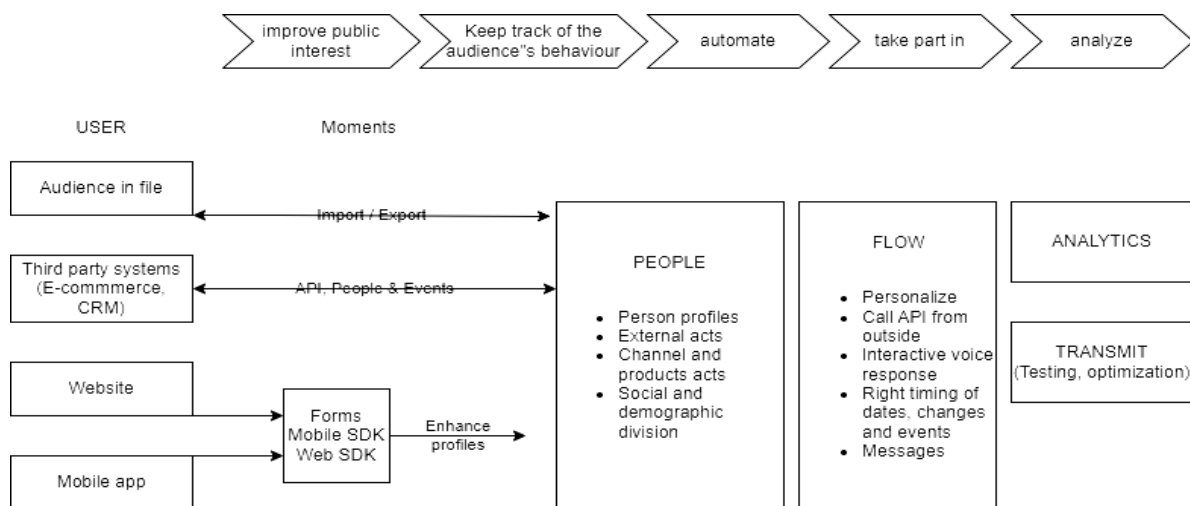 improve public
interest
Keep track of the
audience"s behaviour
automate
take part in
analyze
USER
Moments
Audience in file
Import / Export
Third party systems
(E-commmerce,
CRM)
API, People & Events
Website
Mobile app
Forms
Mobile SDK
Web SDK
Enhance
profiles
PEOPLE
• Person profiles
• External acts
• Channel and
products acts
• Social and
demographic
division
FLOW
• Personalize
• Call API from
outside
• Interactive voice
response
• Right timing of
dates, changes
and events
• Messages
ANALYTICS
TRANSMIT
(Testing, optimization)